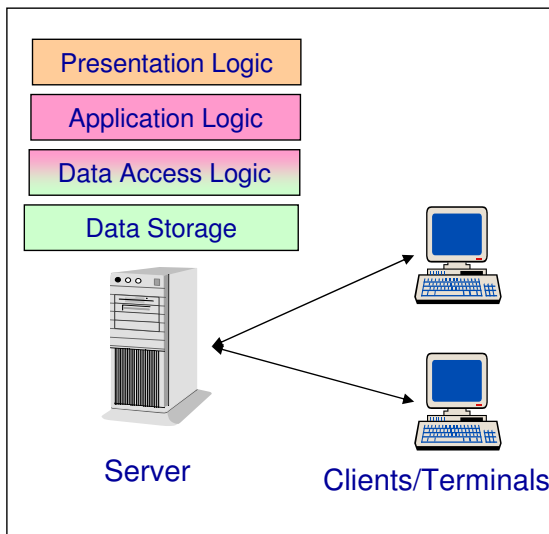 Presentation Logic
Application Logic
Data Access Logic
Data Storage
Server
Clients/Terminals